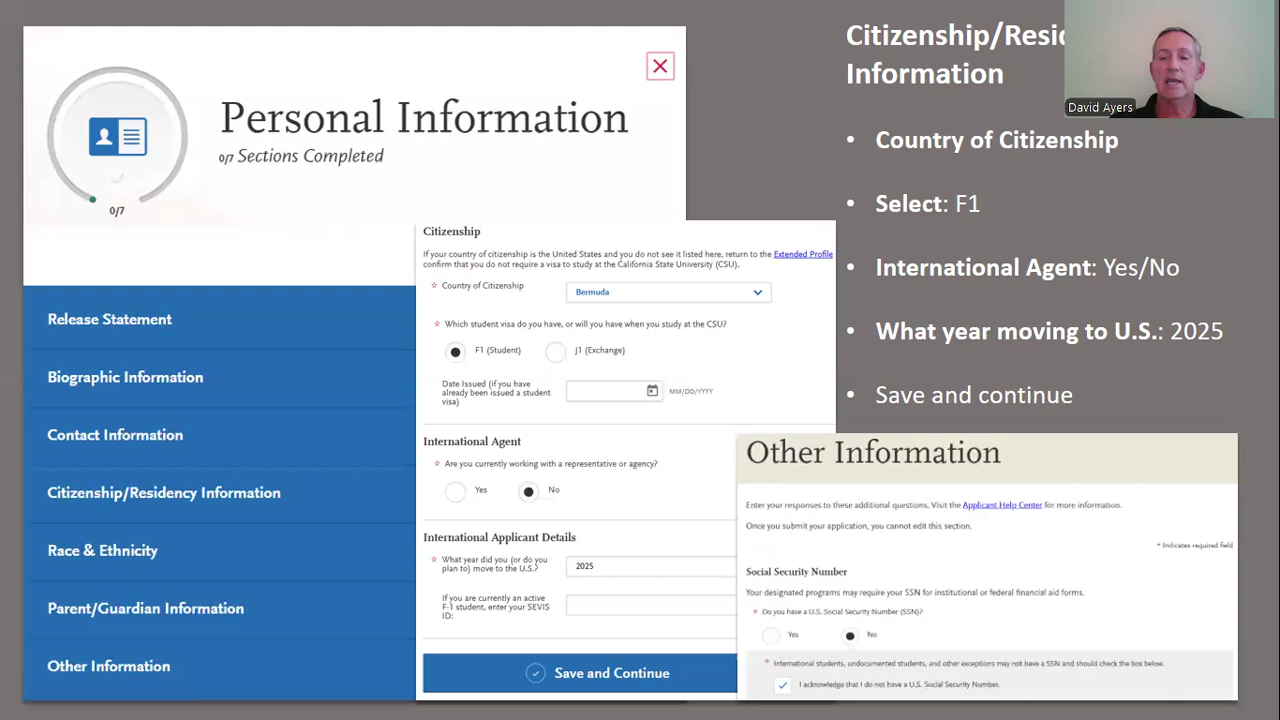 Personal Information
0/7 Sections Completed
0/7
Release Statement
Biographic Information
Contact Information
Citizenship/Residency Information
Race & Ethnicity
Parent/Guardian Information
Other Information
Citizenship
If your country of citizenship is the United States and you do not see it listed here, return to the Extended Profile
confirm that you do not require a visa to study at the California State University (CSU).
* Country of Citizenship
Bermuda
* Which student visa do you have, or will you have when you study at the CSU?
F1 (Student)
J1 (Exchange)
Date Issued (if you have
already been issued a student
visa)
MM/DD/YYYY
International Agent
* Are you currently working with a representative or agency?
Yes
No
International Applicant Details
* What year did you (or do you
plan to) move to the U.S.?
2025
If you are currently an active
F-1 student, enter your SEVIS
ID:
Save and Continue
Citizenship/Resi
Information
David Ayers
• Country of Citizenship
• Select: F1
• International Agent: Yes/No
• What year moving to U.S.: 2025
• Save and continue
Other Information
Enter your responses to these additional questions. Visit the Applicant Help Center for more information.
Once you submit your application, you cannot edit this section.
* Indicates required field
Social Security Number
Your designated programs may require your SSN for institutional or federal financial aid forms.
* Do you have a U.S. Social Security Number (SSN)?
Yes
No
* International students, undocumented students, and other exceptions may not have a SSN and should check the box below.
I acknowledge that I do not have a U.S. Social Security Number.